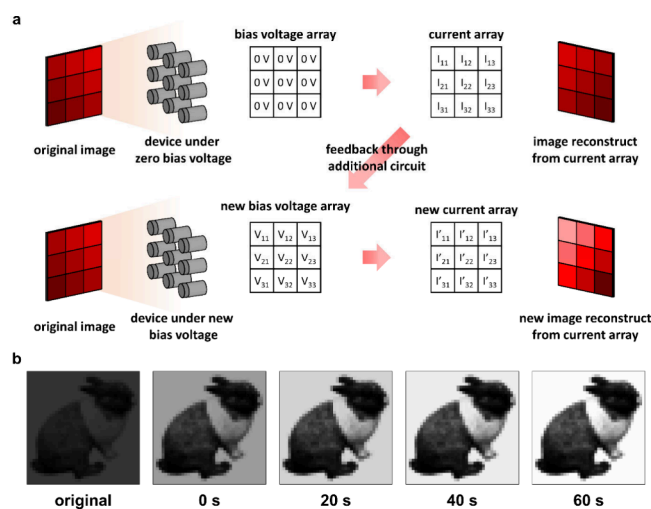 a
bias voltage array
current array
0 V 0 V 0 V
0 V 0 V 0 V
0 V 0 V 0 V
I11 I12 I13
I21 I22 I23
I31 I32 I33
original image
device under
zero bias voltage
feedback through
additional circuit
image reconstruct
from current array
new bias voltage array
new current array
V11 V12 V13
V21 V22 V23
V31 V32 V33
I'11 I'12 I'13
I'21 I'22 I'23
I'31 I'32 I'33
original image
device under new
bias voltage
new image reconstruct
from current array
b
original
0 s
20 s
40 s
60 s